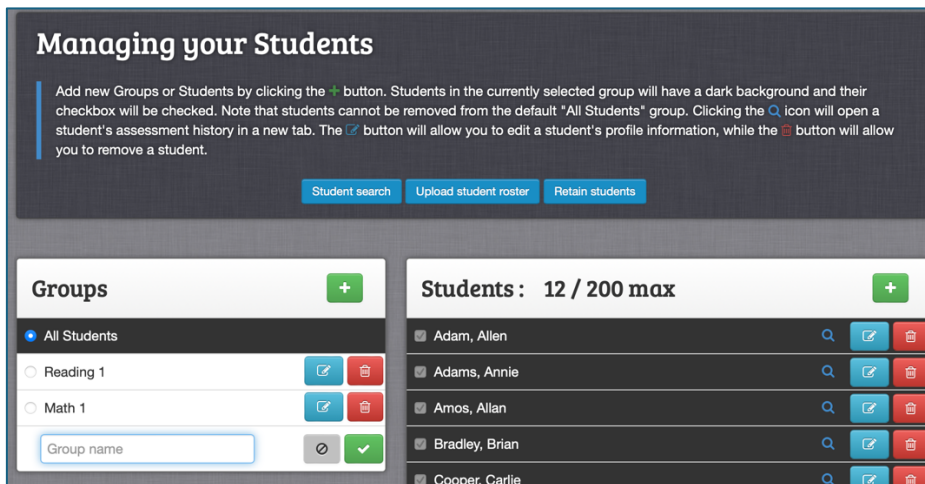 Managing your Students
Add new Groups or Students by clicking the + button. Students in the currently selected group will have a dark background and their
checkbox will be checked. Note that students cannot be removed from the default "All Students" group. Clicking the icon will open a
student's assessment history in a new tab. The button will allow you to edit a student's profile information, while the button will allow
you to remove a student.
Student search Upload student roster Retain students
Groups
All Students
Reading 1
Math 1
Group name
Students : 12 / 200 max
Adam, Allen
Adams, Annie
Amos, Allan
Bradley, Brian
Cooper, Carlie